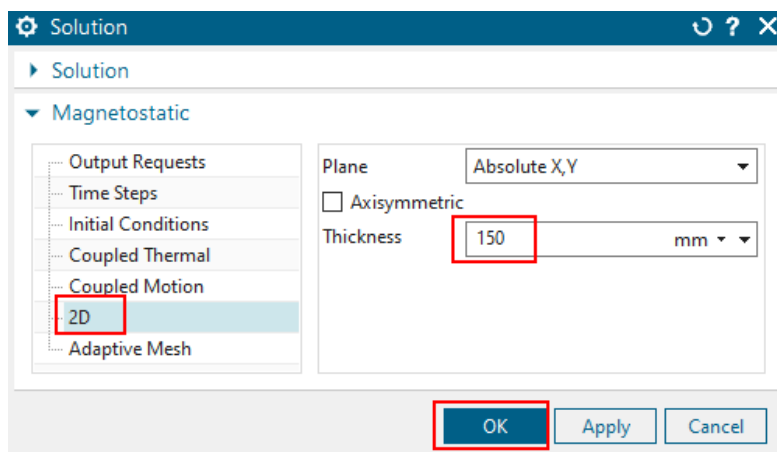 Solution
?
Solution
Magnetostatic
Output Requests
Time Steps
Initial Conditions
Coupled Thermal
Coupled Motion
2D
Adaptive Mesh
Plane Absolute X,Y
Axisymmetric
Thickness 150 mm
OK Apply Cancel